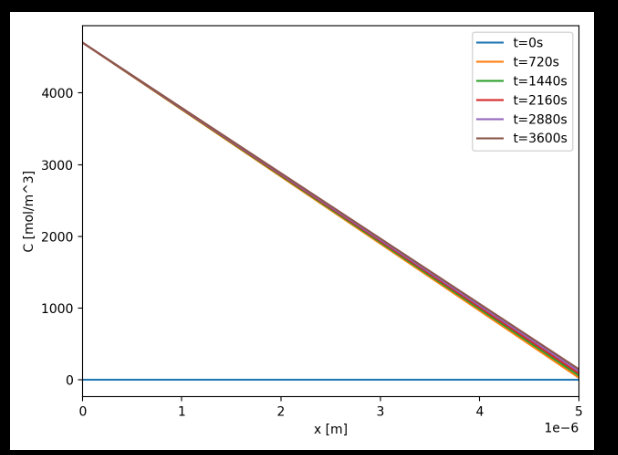 t=0s
t=720s
t=1440s
t=2160s
t=2880s
t=3600s
C [mol/m^3]
4000
3000
2000
1000
0
0 1 2 3 4 5
1e−6
x [m]